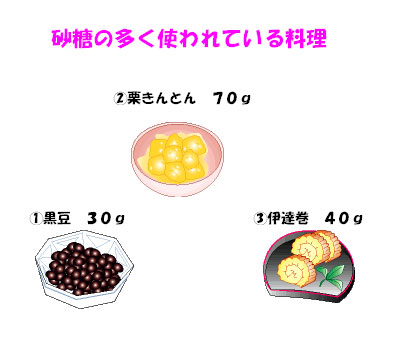 砂糖の多く使われている料理
②栗きんとん　７０ｇ
①黒豆　３０ｇ
③伊達巻　４０ｇ